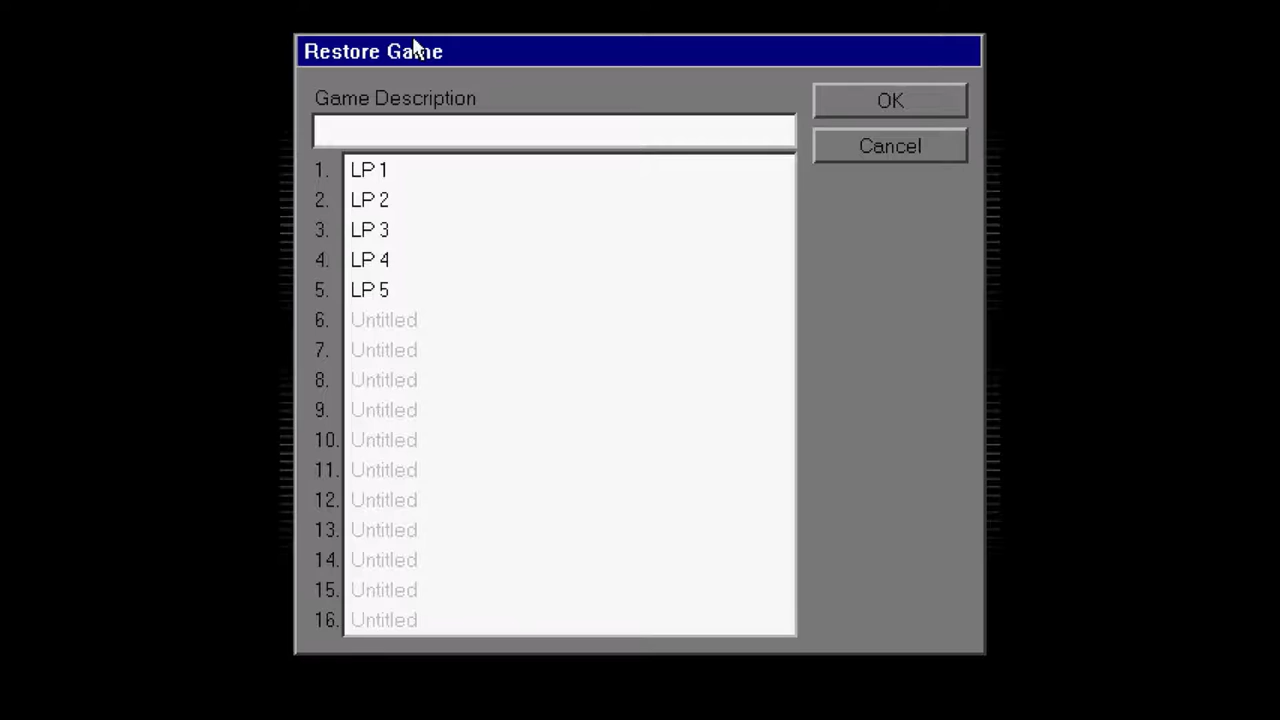 Restore Game
Game Description
OK
Cancel
1. LP 1
2. LP 2
3. LP 3
4. LP 4
5. LP 5
6. Untitled
7. Untitled
8. Untitled
9. Untitled
10. Untitled
11. Untitled
12. Untitled
13. Untitled
14. Untitled
15. Untitled
16. Untitled